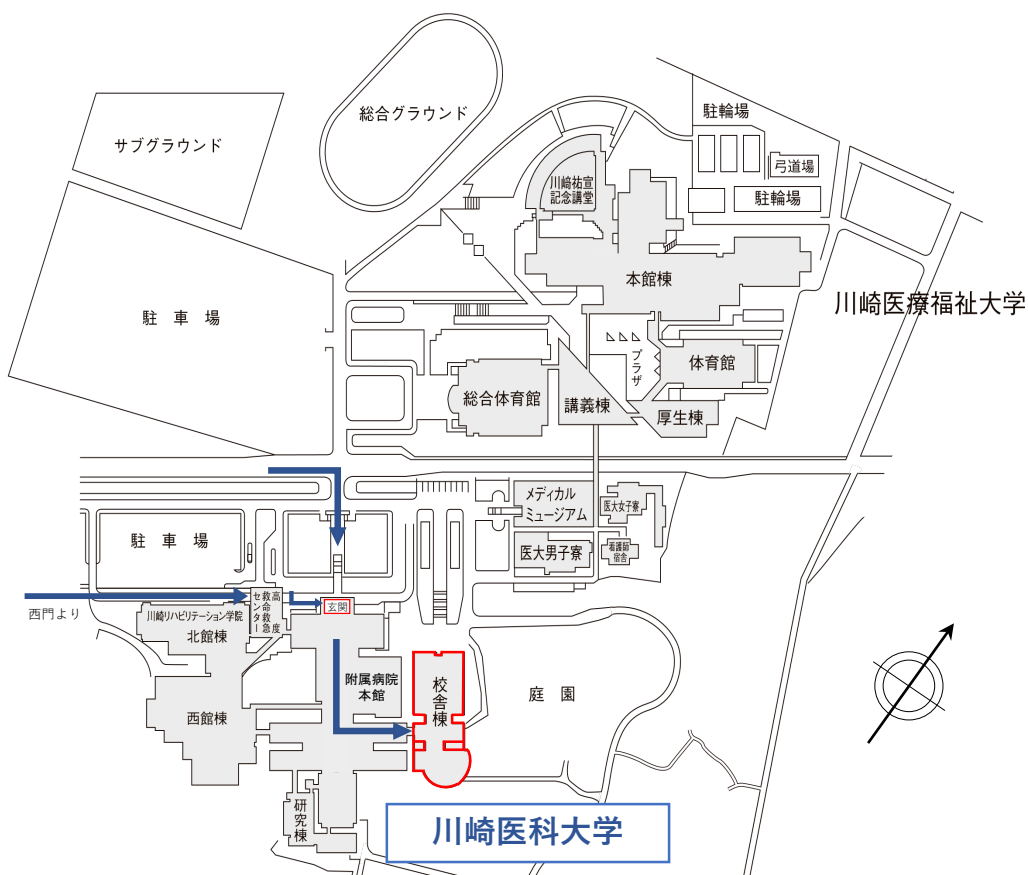 総合グラウンド
サブグラウンド
駐輪場
弓道場
駐輪場
川﨑祐宣
記念講堂
本館棟
川崎医療福祉大学
駐 車 場
プラザ
体育館
総合体育館
講義棟
厚生棟
メディカル
ミュージアム
医大女子寮
駐 車 場
医大男子寮
看護師
宿舎
西門より
高度救命救急センター
玄関
川崎リハビリテーション学院
北館棟
附属病院
本館
校舎棟
庭 園
西館棟
研究棟
川崎医科大学